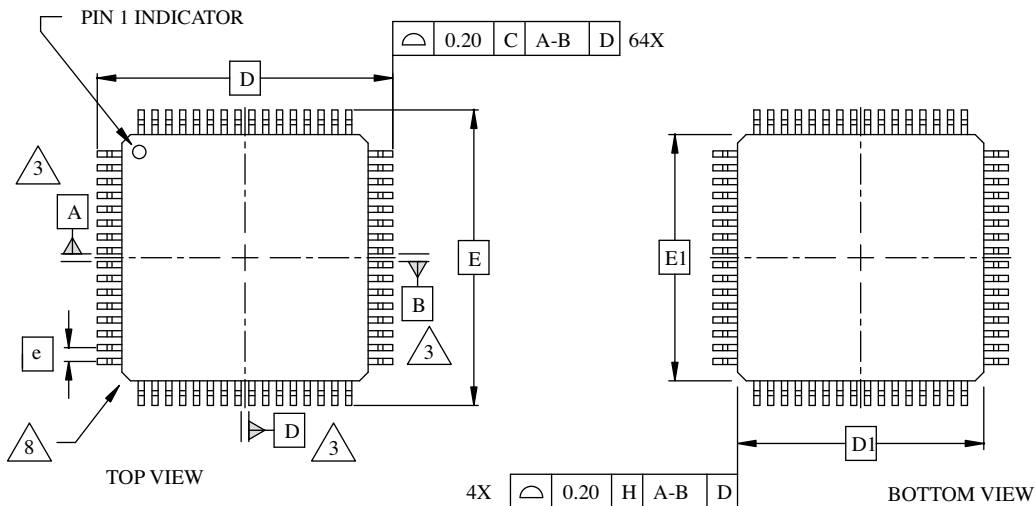 PIN 1 INDICATOR
⌓ 0.20 C A-B D 64X
D
3
A
E
E1
B
3
e
D
3
8
D1
TOP VIEW
4X ⌓ 0.20 H A-B D
BOTTOM VIEW